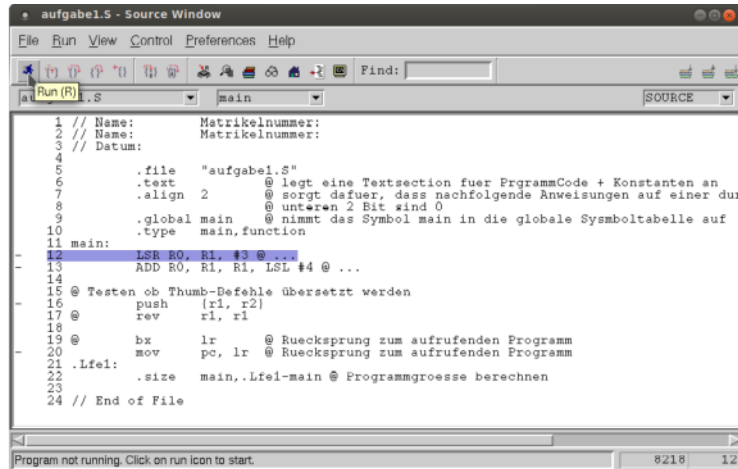 aufgabe1.S - Source Window
File Run View Control Preferences Help
Find:
Run (R)
.S main SOURCE
1 // Name: Matrikelnummer:
2 // Name: Matrikelnummer:
3 // Datum:
4
5 .file "aufgabe1.S"
6 .text @ legt eine Textsection fuer PrgrammCode + Konstanten an
7 .align 2 @ sorgt dafuer, dass nachfolgende Anweisungen auf einer dur
8 @ unteren 2 Bit sind 0
9 .global main @ nimmt das Symbol main in die globale Sysmboltabelle auf
10 .type main,function
11 main:
- 12 LSR R0, R1, #3 @ ...
- 13 ADD R0, R1, R1, LSL #4 @ ...
14
15 @ Testen ob Thumb-Befehle übersetzt werden
- 16 push {r1, r2}
17 @ rev r1, r1
18
19 @ bx lr @ Ruecksprung zum aufrufenden Programm
- 20 mov pc, lr @ Ruecksprung zum aufrufenden Programm
21 .Lfe1:
22 .size main,.Lfe1-main @ Programmgroesse berechnen
23
24 // End of File
Program not running. Click on run icon to start. 8218 12